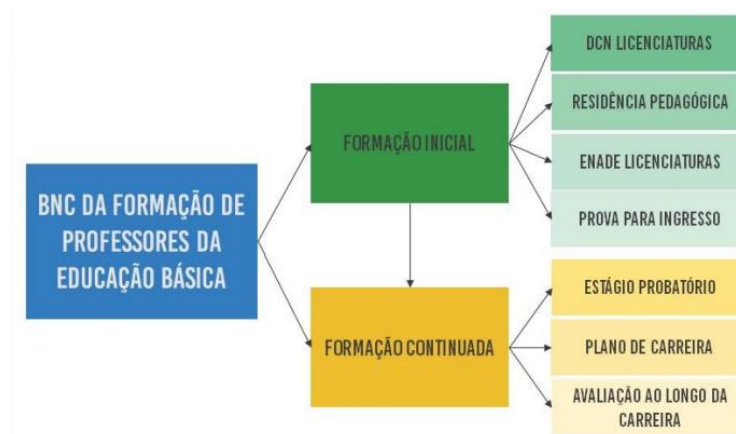 BNC DA FORMAÇÃO DE
PROFESSORES DA
EDUCAÇÃO BÁSICA
FORMAÇÃO INICIAL
DCN LICENCIATURAS
RESIDÊNCIA PEDAGÓGICA
ENADE LICENCIATURAS
PROVA PARA INGRESSO
FORMAÇÃO CONTINUADA
ESTÁGIO PROBATÓRIO
PLANO DE CARREIRA
AVALIAÇÃO AO LONGO DA
CARREIRA